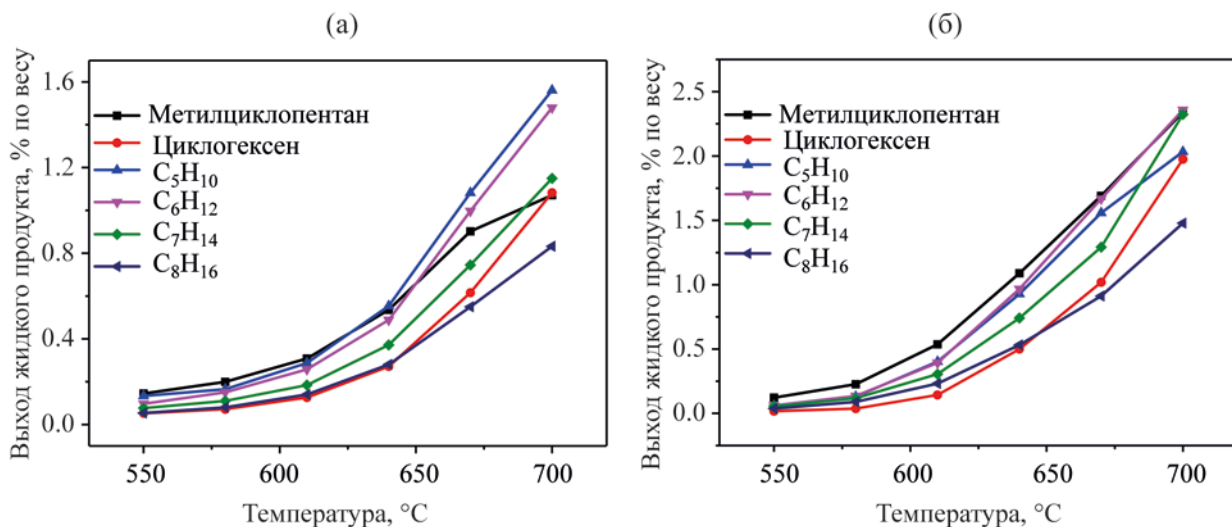 (а)
Выход жидкого продукта, % по весу
1.6
1.2
0.8
0.4
0.0
Метилциклопентан
Циклогексен
C₅H₁₀
C₆H₁₂
C₇H₁₄
C₈H₁₆
550
600
650
700
Температура, °C
(б)
Выход жидкого продукта, % по весу
2.5
2.0
1.5
1.0
0.5
0.0
Метилциклопентан
Циклогексен
C₅H₁₀
C₆H₁₂
C₇H₁₄
C₈H₁₆
550
600
650
700
Температура, °C